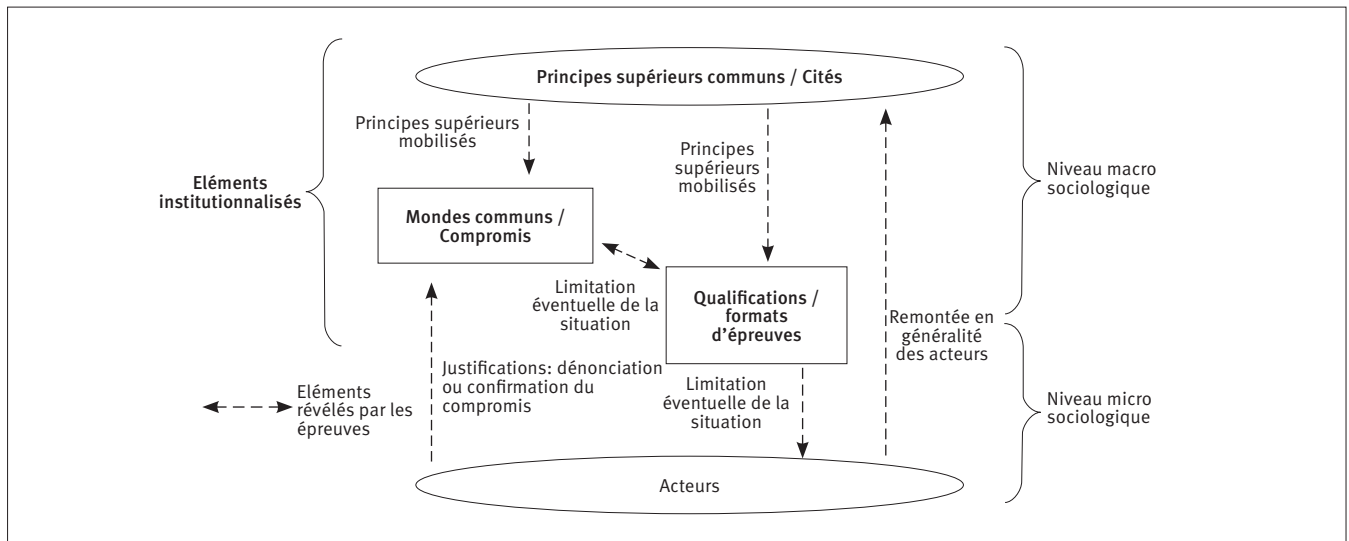 Principes supérieurs communs / Cités
Principes supérieurs
mobilisés
Principes
supérieurs
mobilisés
Eléments
institutionnalisés
Niveau macro
sociologique
Mondes communs /
Compromis
Limitation
éventuelle de la
situation
Qualifications /
formats
d’épreuves
Remontée en
généralité
des acteurs
Justifications: dénonciation
ou confirmation du
compromis
Limitation
éventuelle de la
situation
Eléments
révélés par les
épreuves
Niveau micro
sociologique
Acteurs